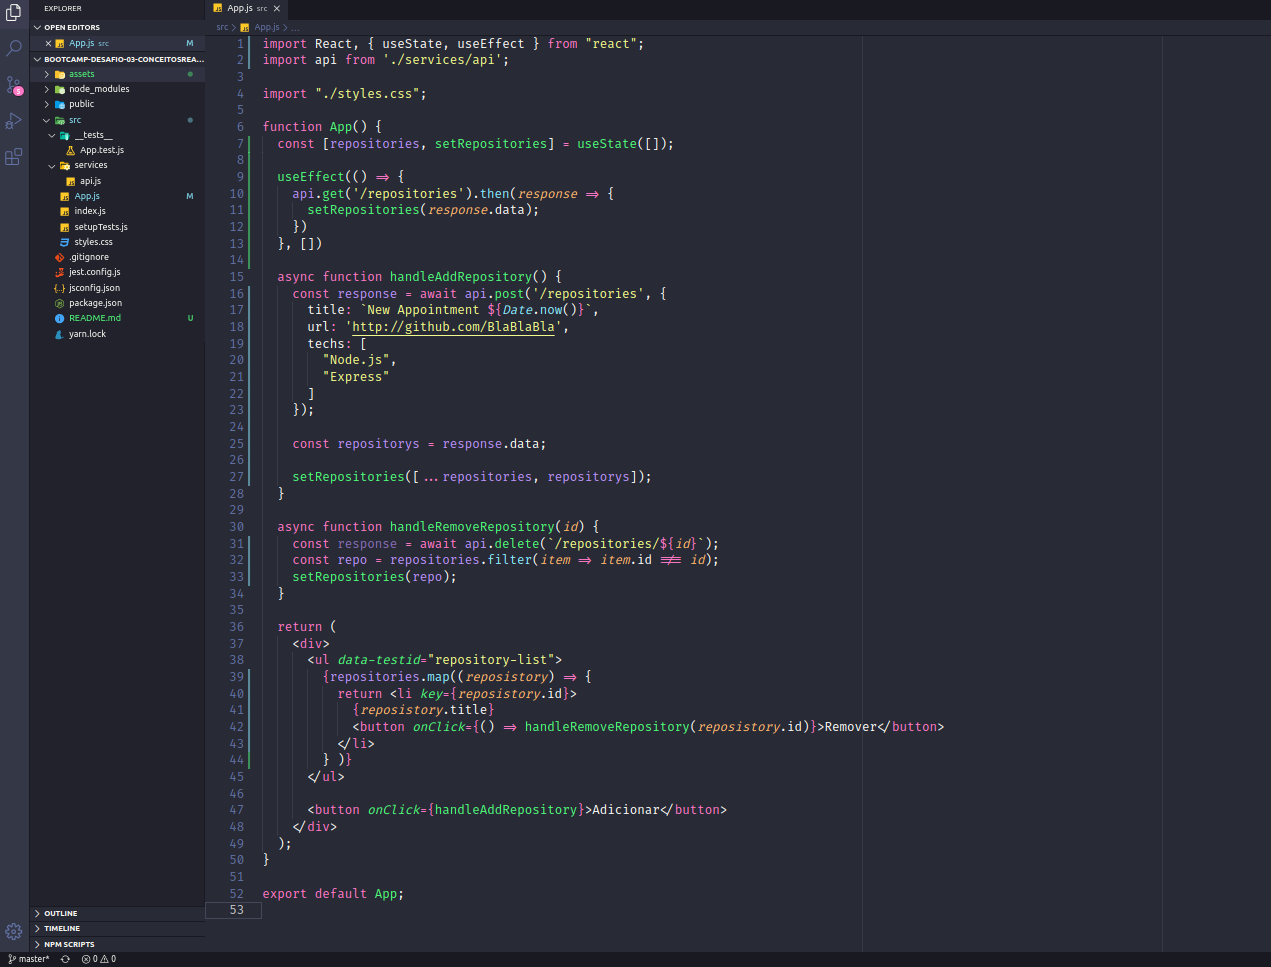 EXPLORER
OPEN EDITORS
App.js src M
BOOTCAMP-DESAFIO-03-CONCEITOSREA...
assets
node_modules
public
src
__tests__
App.test.js
services
api.js
App.js M
index.js
setupTests.js
styles.css
.gitignore
jest.config.js
jsconfig.json
package.json
README.md U
yarn.lock
OUTLINE
TIMELINE
NPM SCRIPTS
5
App.js src
src > App.js > ...
1 import React, { useState, useEffect } from "react";
2 import api from './services/api';
3
4 import "./styles.css";
5
6 function App() {
7 const [repositories, setRepositories] = useState([]);
8
9 useEffect(() => {
10 api.get('/repositories').then(response => {
11 setRepositories(response.data);
12 })
13 }, [])
14
15 async function handleAddRepository() {
16 const response = await api.post('/repositories', {
17 title: `New Appointment ${Date.now()}`,
18 url: 'http://github.com/BlaBlaBla',
19 techs: [
20 "Node.js",
21 "Express"
22 ]
23 });
24
25 const repositorys = response.data;
26
27 setRepositories([...repositories, repositorys]);
28 }
29
30 async function handleRemoveRepository(id) {
31 const response = await api.delete(`/repositories/${id}`);
32 const repo = repositories.filter(item => item.id !== id);
33 setRepositories(repo);
34 }
35
36 return (
37 <div>
38 <ul data-testid="repository-list">
39 {repositories.map((reposistory) => {
40 return <li key={reposistory.id}>
41 {reposistory.title}
42 <button onClick={() => handleRemoveRepository(reposistory.id)}>Remover</button>
43 </li>
44 } )}
45 </ul>
46
47 <button onClick={handleAddRepository}>Adicionar</button>
48 </div>
49 );
50 }
51
52 export default App;
53
master* 0 0